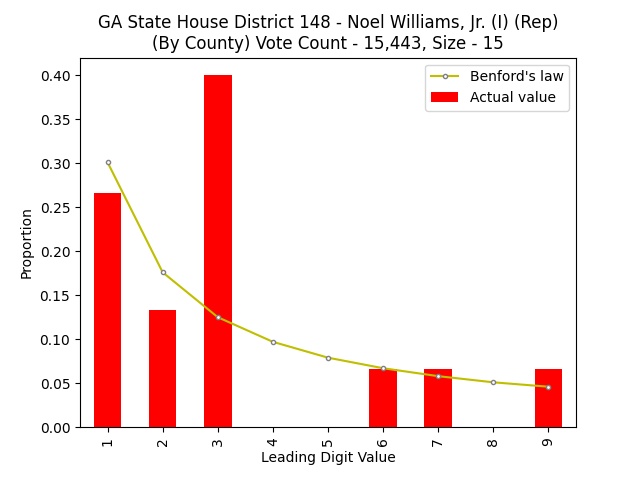 GA State House District 148 - Noel Williams, Jr. (I) (Rep)
(By County) Vote Count - 15,443, Size - 15
Benford's law
Actual value
0.40
0.35
0.30
0.25
0.20
0.15
0.10
0.05
0.00
Proportion
1 2 3 4 5 6 7 8 9
Leading Digit Value